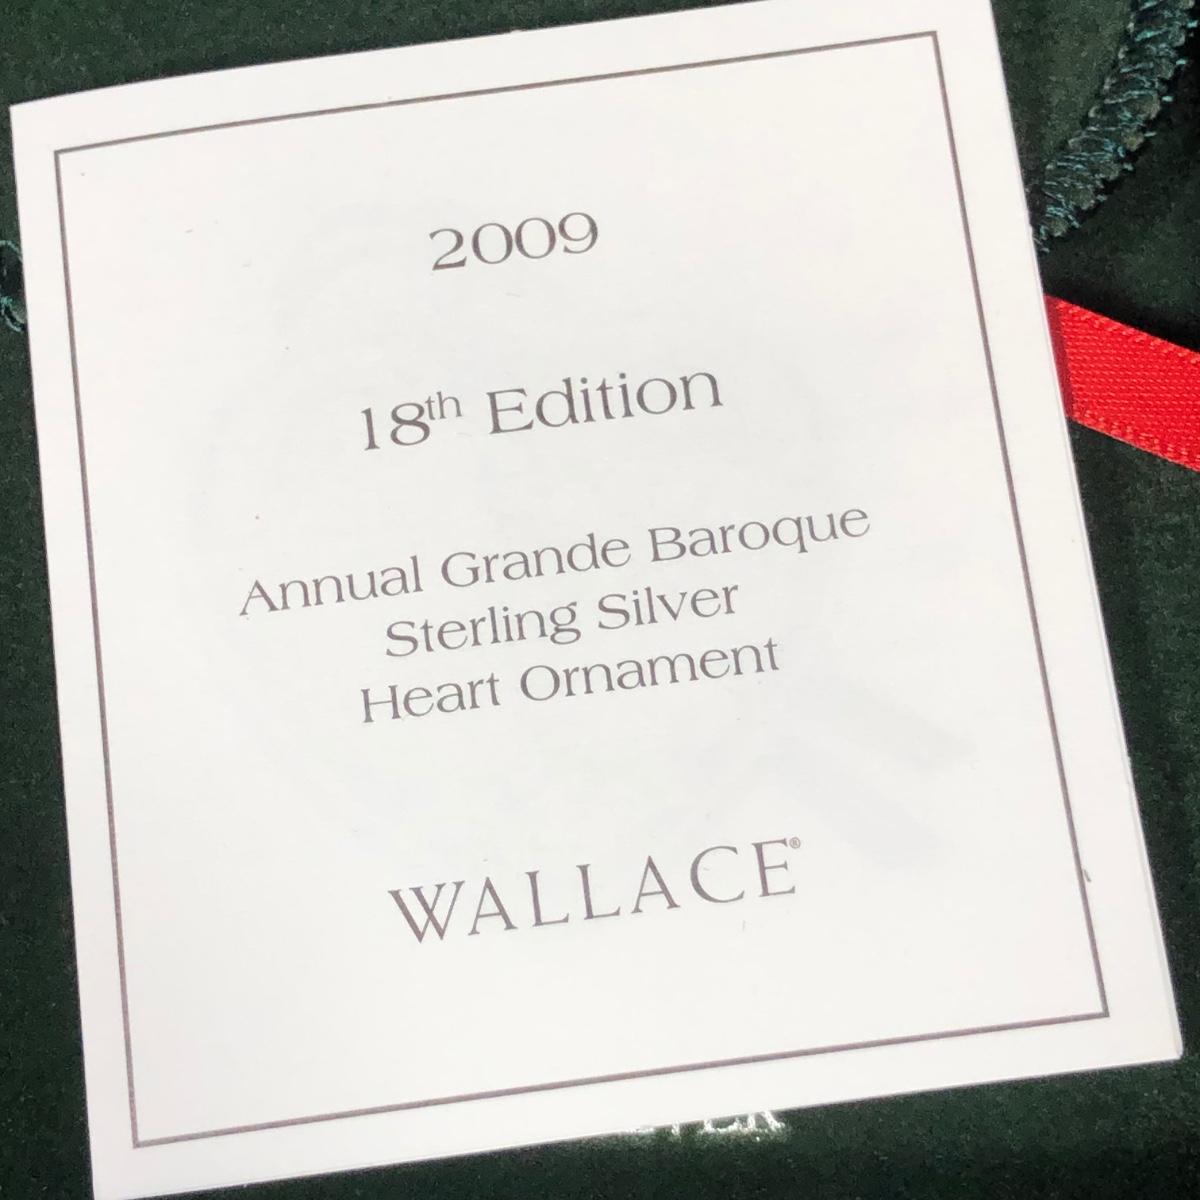 2009
18th Edition
Annual Grande Baroque
Sterling Silver
Heart Ornament
WALLACE®